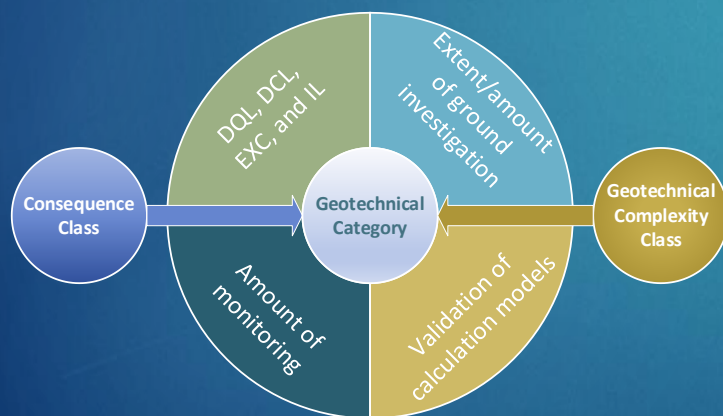 DQL, DCL,
EXC, and IL
Extent/amount
of ground
investigation
Consequence
Class
Geotechnical
Category
Geotechnical
Complexity
Class
Amount of
monitoring
Validation of
calculation models